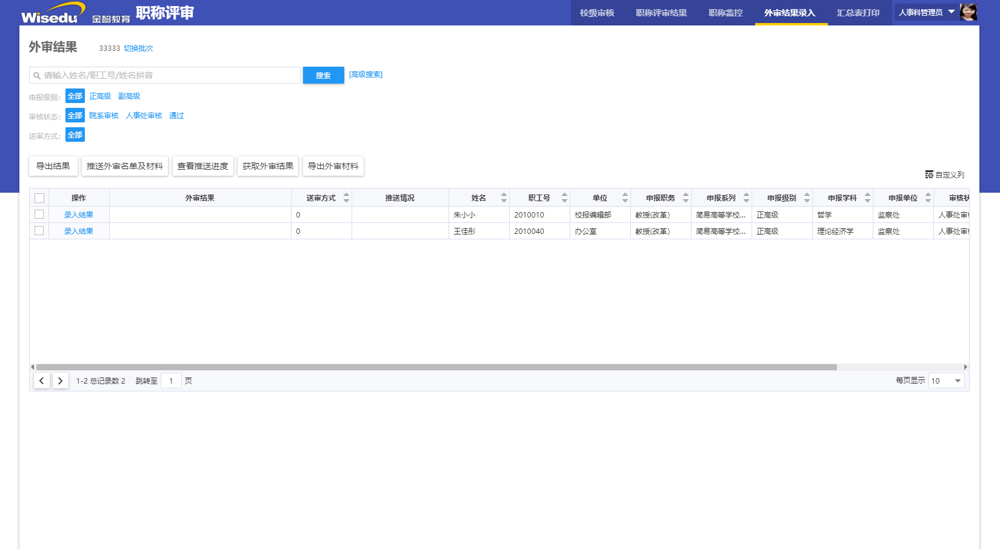 Wisedu 金智教育 职称评审 校级审核 职称评审结果 职称监控 外审结果录入 汇总表打印 人事科管理员
外审结果 33333 切换批次
请输入姓名/职工号/姓名拼音 搜索 [高级搜索]
申报级别: 全部 正高级 副高级
审核状态: 全部 院系审核 人事处审核 通过
送审方式: 全部
导出结果 推送外审名单及材料 查看推送进度 获取外审结果 导出外审材料
自定义列
操作 外审结果 送审方式 推送情况 姓名 职工号 单位 申报职务 申报系列 申报级别 申报学科 申报单位 审核状
录入结果 0 朱小小 2010010 校报编辑部 教授(改革) 简易高等学校... 正高级 哲学 监察处 人事处审
录入结果 0 王佳彤 2010040 办公室 教授(改革) 简易高等学校... 正高级 理论经济学 监察处 人事处审
1-2 总记录数 2 跳转至 1 页 每页显示 10